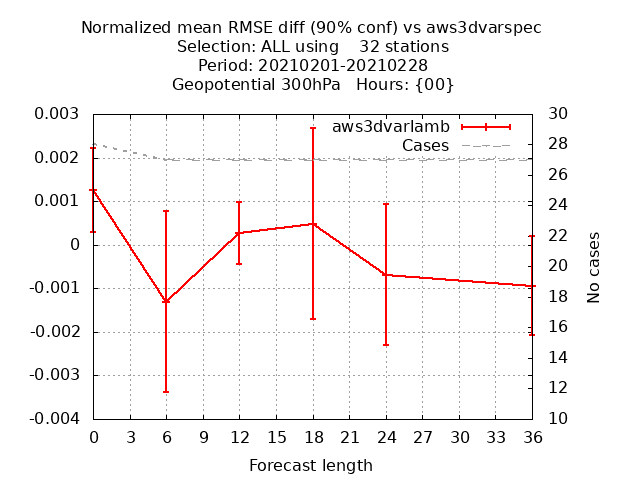 Normalized mean RMSE diff (90% conf) vs aws3dvarspec
Selection: ALL using    32 stations
Period: 20210201-20210228
Geopotential 300hPa   Hours: {00}
aws3dvarlamb
Cases
0.003
0.002
0.001
0
-0.001
-0.002
-0.003
-0.004
30
28
26
24
22
20
18
16
14
12
10
No cases
0 3 6 9 12 15 18 21 24 27 30 33 36
Forecast length